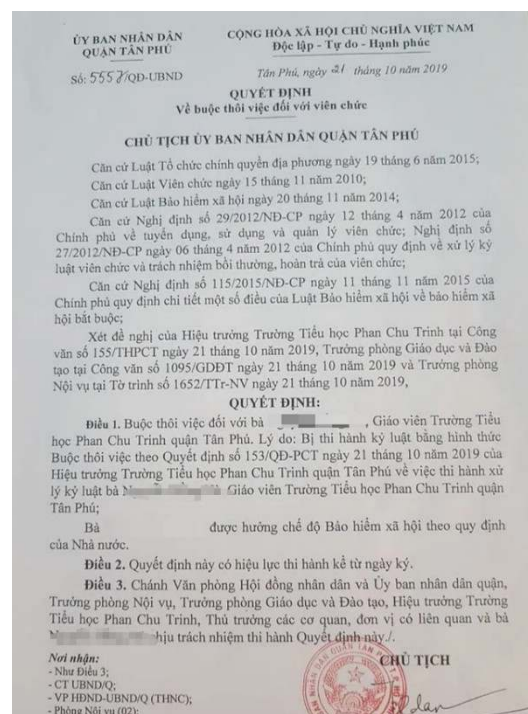 ỦY BAN NHÂN DÂN
QUẬN TÂN PHÚ
Số: 5557/QĐ-UBND
CỘNG HÒA XÃ HỘI CHỦ NGHĨA VIỆT NAM
Độc lập - Tự do - Hạnh phúc
Tân Phú, ngày 21 tháng 10 năm 2019
QUYẾT ĐỊNH
Về buộc thôi việc đối với viên chức
CHỦ TỊCH ỦY BAN NHÂN DÂN QUẬN TÂN PHÚ
Căn cứ Luật Tổ chức chính quyền địa phương ngày 19 tháng 6 năm 2015;
Căn cứ Luật Viên chức ngày 15 tháng 11 năm 2010;
Căn cứ Luật Bảo hiểm xã hội ngày 20 tháng 11 năm 2014;
Căn cứ Nghị định số 29/2012/NĐ-CP ngày 12 tháng 4 năm 2012 của
Chính phủ về tuyển dụng, sử dụng và quản lý viên chức; Nghị định số
27/2012/NĐ-CP ngày 06 tháng 4 năm 2012 của Chính phủ quy định về xử lý kỷ
luật viên chức và trách nhiệm bồi thường, hoàn trả của viên chức;
Căn cứ Nghị định số 115/2015/NĐ-CP ngày 11 tháng 11 năm 2015 của
Chính phủ quy định chi tiết một số điều của Luật Bảo hiểm xã hội về bảo hiểm xã
hội bắt buộc;
Xét đề nghị của Hiệu trưởng Trường Tiểu học Phan Chu Trinh tại Công
văn số 155/THPCT ngày 21 tháng 10 năm 2019, Trưởng phòng Giáo dục và Đào
tạo tại Công văn số 1095/GDĐT ngày 21 tháng 10 năm 2019 và Trưởng phòng
Nội vụ tại Tờ trình số 1652/TTr-NV ngày 21 tháng 10 năm 2019,
QUYẾT ĐỊNH:
Điều 1. Buộc thôi việc đối với bà , Giáo viên Trường Tiểu
học Phan Chu Trinh quận Tân Phú. Lý do: Bị thi hành kỷ luật bằng hình thức
Buộc thôi việc theo Quyết định số 153/QĐ-PCT ngày 21 tháng 10 năm 2019 của
Hiệu trưởng Trường Tiểu học Phan Chu Trinh quận Tân Phú về việc thi hành xử
lý kỷ luật bà Giáo viên Trường Tiểu học Phan Chu Trinh quận
Tân Phú;
Bà được hưởng chế độ Bảo hiểm xã hội theo quy định
của Nhà nước.
Điều 2. Quyết định này có hiệu lực thi hành kể từ ngày ký.
Điều 3. Chánh Văn phòng Hội đồng nhân dân và Ủy ban nhân dân quận,
Trưởng phòng Nội vụ, Trưởng phòng Giáo dục và Đào tạo, Hiệu trưởng Trường
Tiểu học Phan Chu Trinh, Thủ trưởng các cơ quan, đơn vị có liên quan và bà
chịu trách nhiệm thi hành Quyết định này./.
Nơi nhận:
- Như Điều 3;
- CT UBND/Q;
- VP HĐND-UBND/Q (THNC);
- Phòng Nội vụ (02);
CHỦ TỊCH